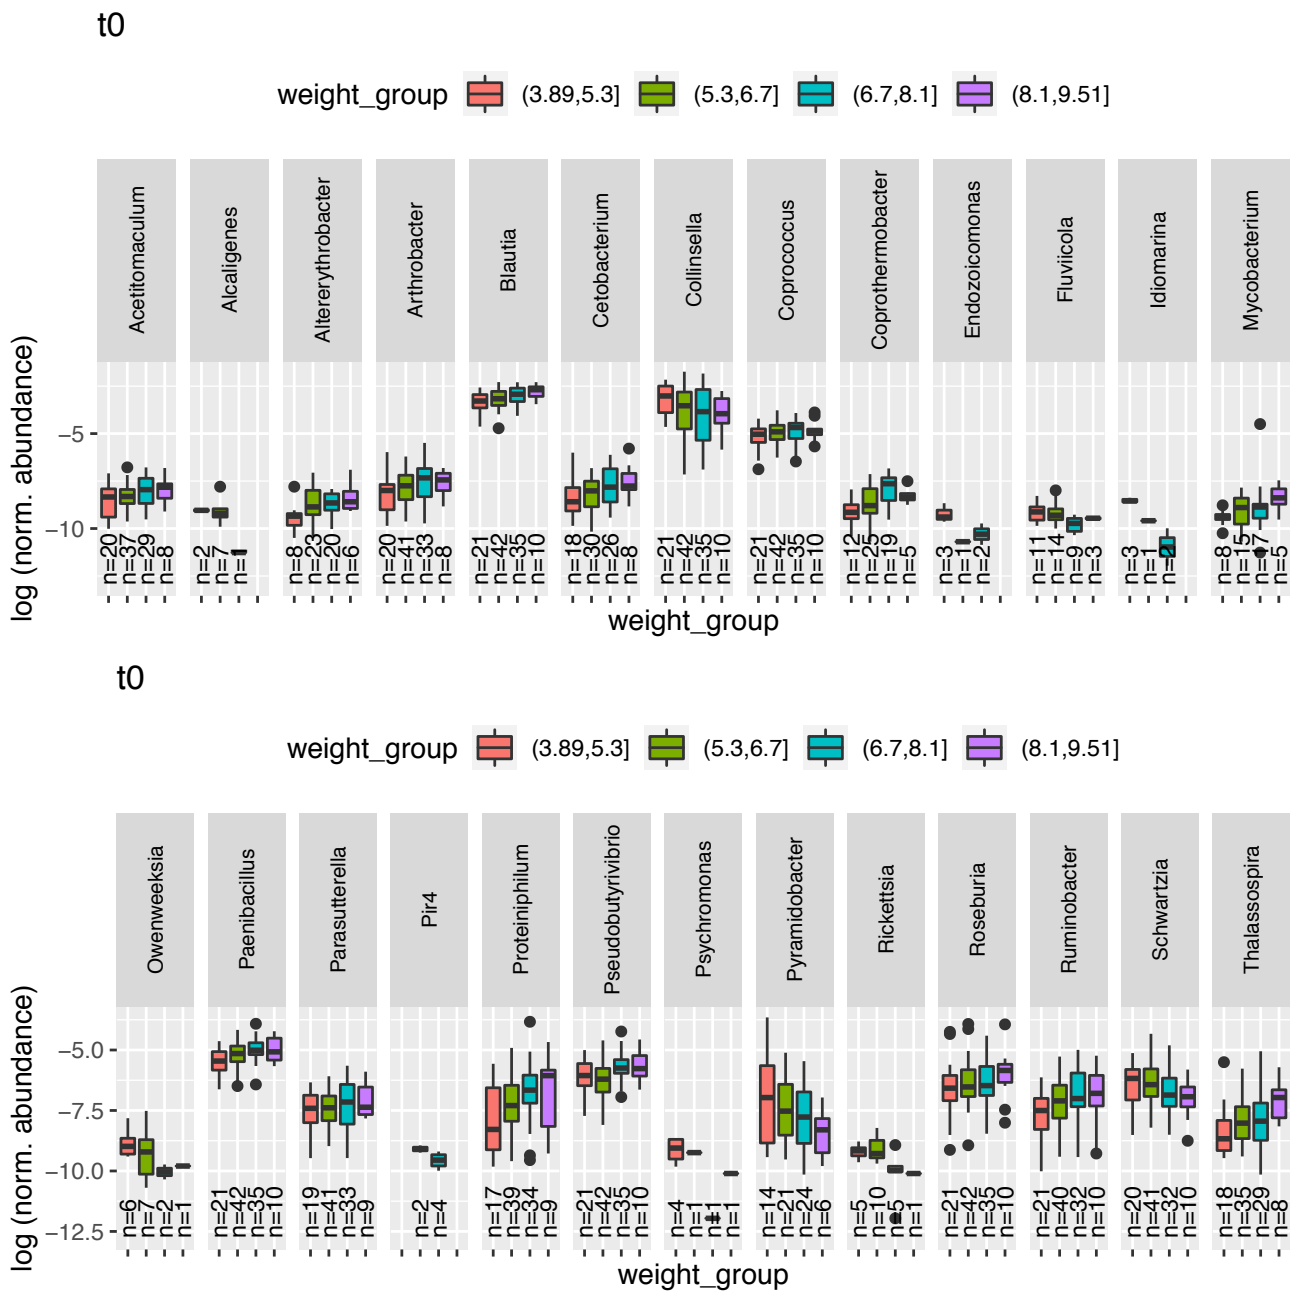 t0
weight_group (3.89,5.3] (5.3,6.7] (6.7,8.1] (8.1,9.51]
Acetitomaculum
Alcaligenes
Altererythrobacter
Arthrobacter
Blautia
Cetobacterium
Collinsella
Coprococcus
Coprothermobacter
Endozoicomonas
Fluviicola
Idiomarina
Mycobacterium
log (norm. abundance)
−5
−10
n=20 n=37 n=29 n=8
n=2 n=7 n=1
n=8 n=23 n=20 n=6
n=20 n=41 n=33 n=8
n=21 n=42 n=35 n=10
n=18 n=30 n=26 n=8
n=21 n=42 n=35 n=10
n=21 n=42 n=35 n=10
n=12 n=25 n=19 n=5
n=3 n=1 n=2
n=11 n=14 n=9 n=3
n=3 n=1 n=2
n=8 n=15 n=17 n=5
weight_group
t0
weight_group (3.89,5.3] (5.3,6.7] (6.7,8.1] (8.1,9.51]
Owenweeksia
Paenibacillus
Parasutterella
Pir4
Proteiniphilum
Pseudobutyrivibrio
Psychromonas
Pyramidobacter
Rickettsia
Roseburia
Ruminobacter
Schwartzia
Thalassospira
log (norm. abundance)
−5.0
−7.5
−10.0
−12.5
n=6 n=7 n=2 n=1
n=21 n=42 n=35 n=10
n=19 n=41 n=33 n=9
n=2 n=4
n=17 n=39 n=34 n=9
n=21 n=42 n=35 n=10
n=4 n=1 n=1 n=1
n=14 n=21 n=24 n=6
n=5 n=10 n=5 n=1
n=21 n=42 n=35 n=10
n=21 n=40 n=32 n=10
n=20 n=41 n=32 n=10
n=18 n=35 n=29 n=8
weight_group